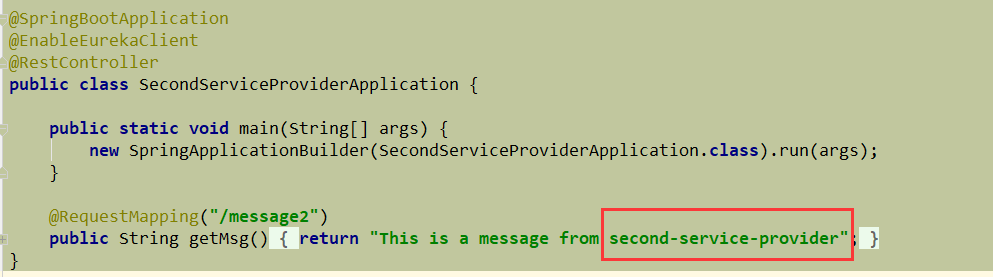 @SpringBootApplication
@EnableEurekaClient
@RestController
public class SecondServiceProviderApplication {
public static void main(String[] args) {
new SpringApplicationBuilder(SecondServiceProviderApplication.class).run(args);
}
@RequestMapping("/message2")
public String getMsg() { return "This is a message from second-service-provider"; }
}